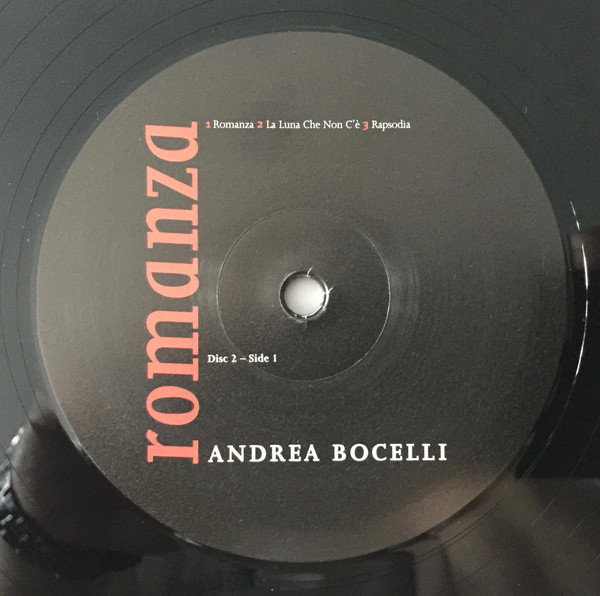 romanza
1 Romanza 2 La Luna Che Non C'è 3 Rapsodia
Disc 2 – Side 1
ANDREA BOCELLI